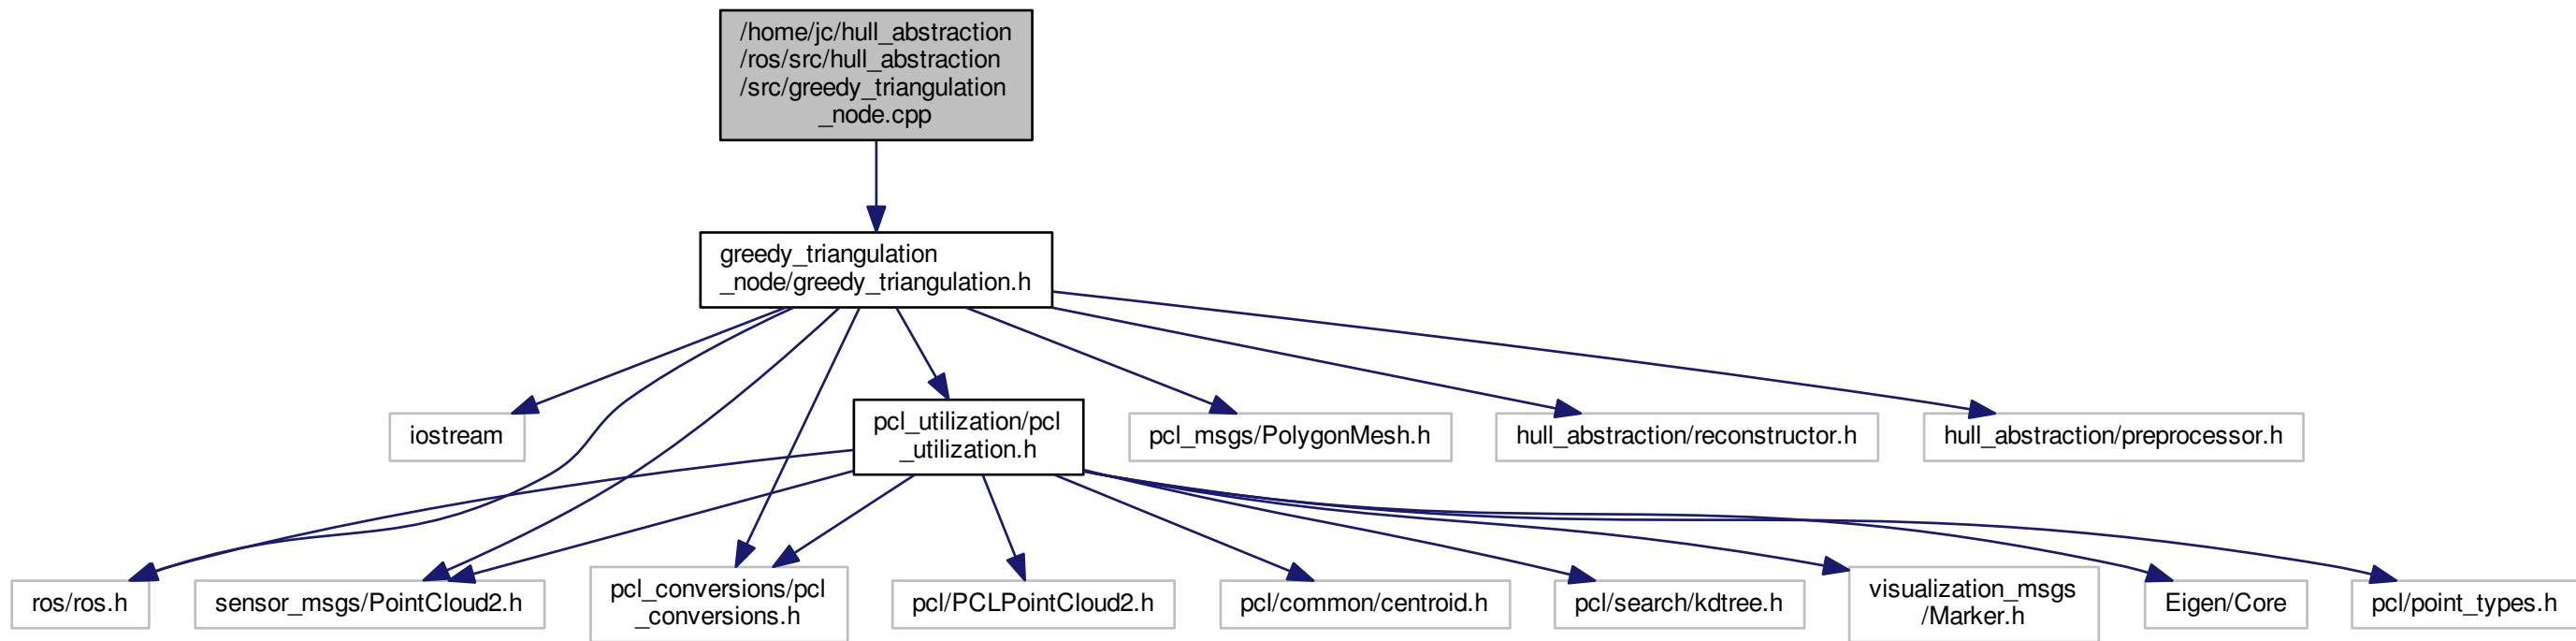 /home/jc/hull_abstraction
/ros/src/hull_abstraction
/src/greedy_triangulation
_node.cpp
greedy_triangulation
_node/greedy_triangulation.h
iostream
pcl_utilization/pcl
_utilization.h
pcl_msgs/PolygonMesh.h
hull_abstraction/reconstructor.h
hull_abstraction/preprocessor.h
ros/ros.h
sensor_msgs/PointCloud2.h
pcl_conversions/pcl
_conversions.h
pcl/PCLPointCloud2.h
pcl/common/centroid.h
pcl/search/kdtree.h
visualization_msgs
/Marker.h
Eigen/Core
pcl/point_types.h